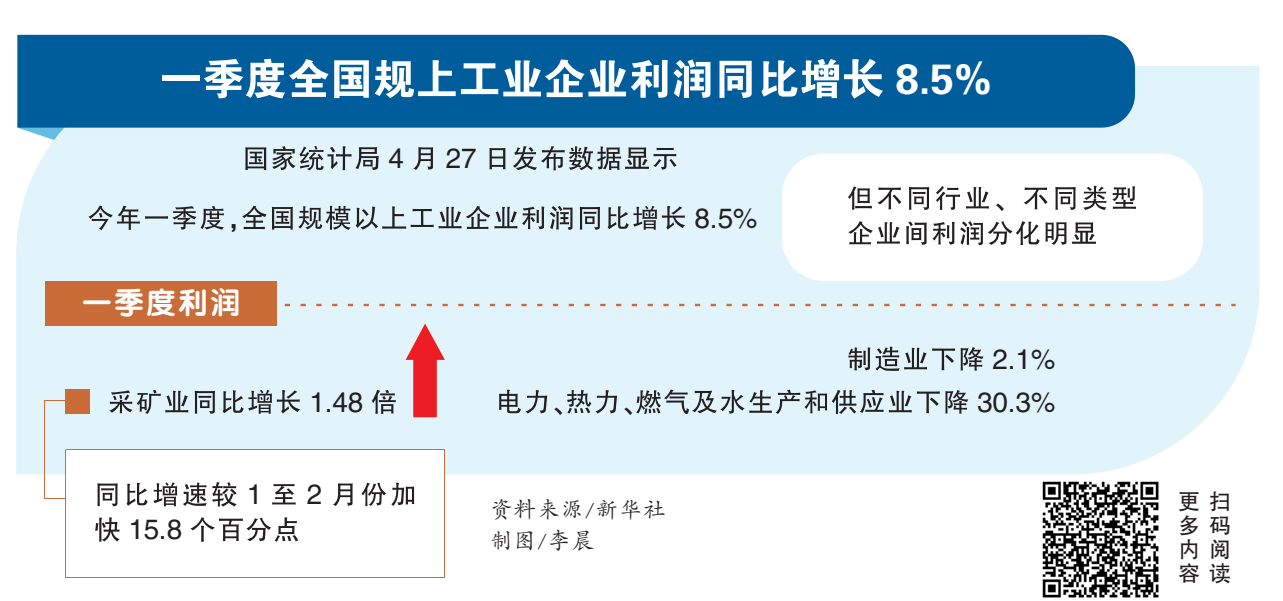 一季度全国规上工业企业利润同比增长 8.5%
国家统计局 4 月 27 日发布数据显示
今年一季度,全国规模以上工业企业利润同比增长 8.5%
但不同行业、不同类型
企业间利润分化明显
一季度利润
采矿业同比增长 1.48 倍
制造业下降 2.1%
电力、热力、燃气及水生产和供应业下降 30.3%
同比增速较 1 至 2 月份加
快 15.8 个百分点
资料来源/新华社
制图/李晨
扫码阅读
更多内容